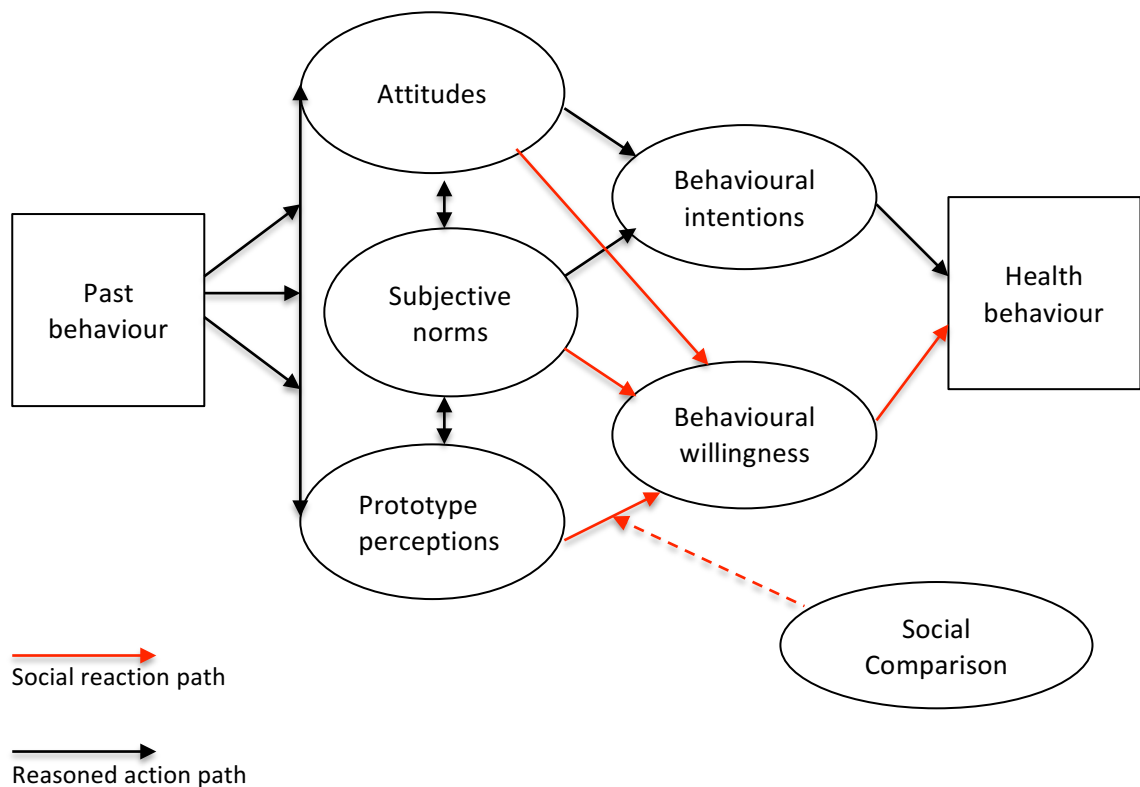 Attitudes
Behavioural
intentions
Past
behaviour
Subjective
norms
Health
behaviour
Behavioural
willingness
Prototype
perceptions
Social
Comparison
Social reaction path
Reasoned action path